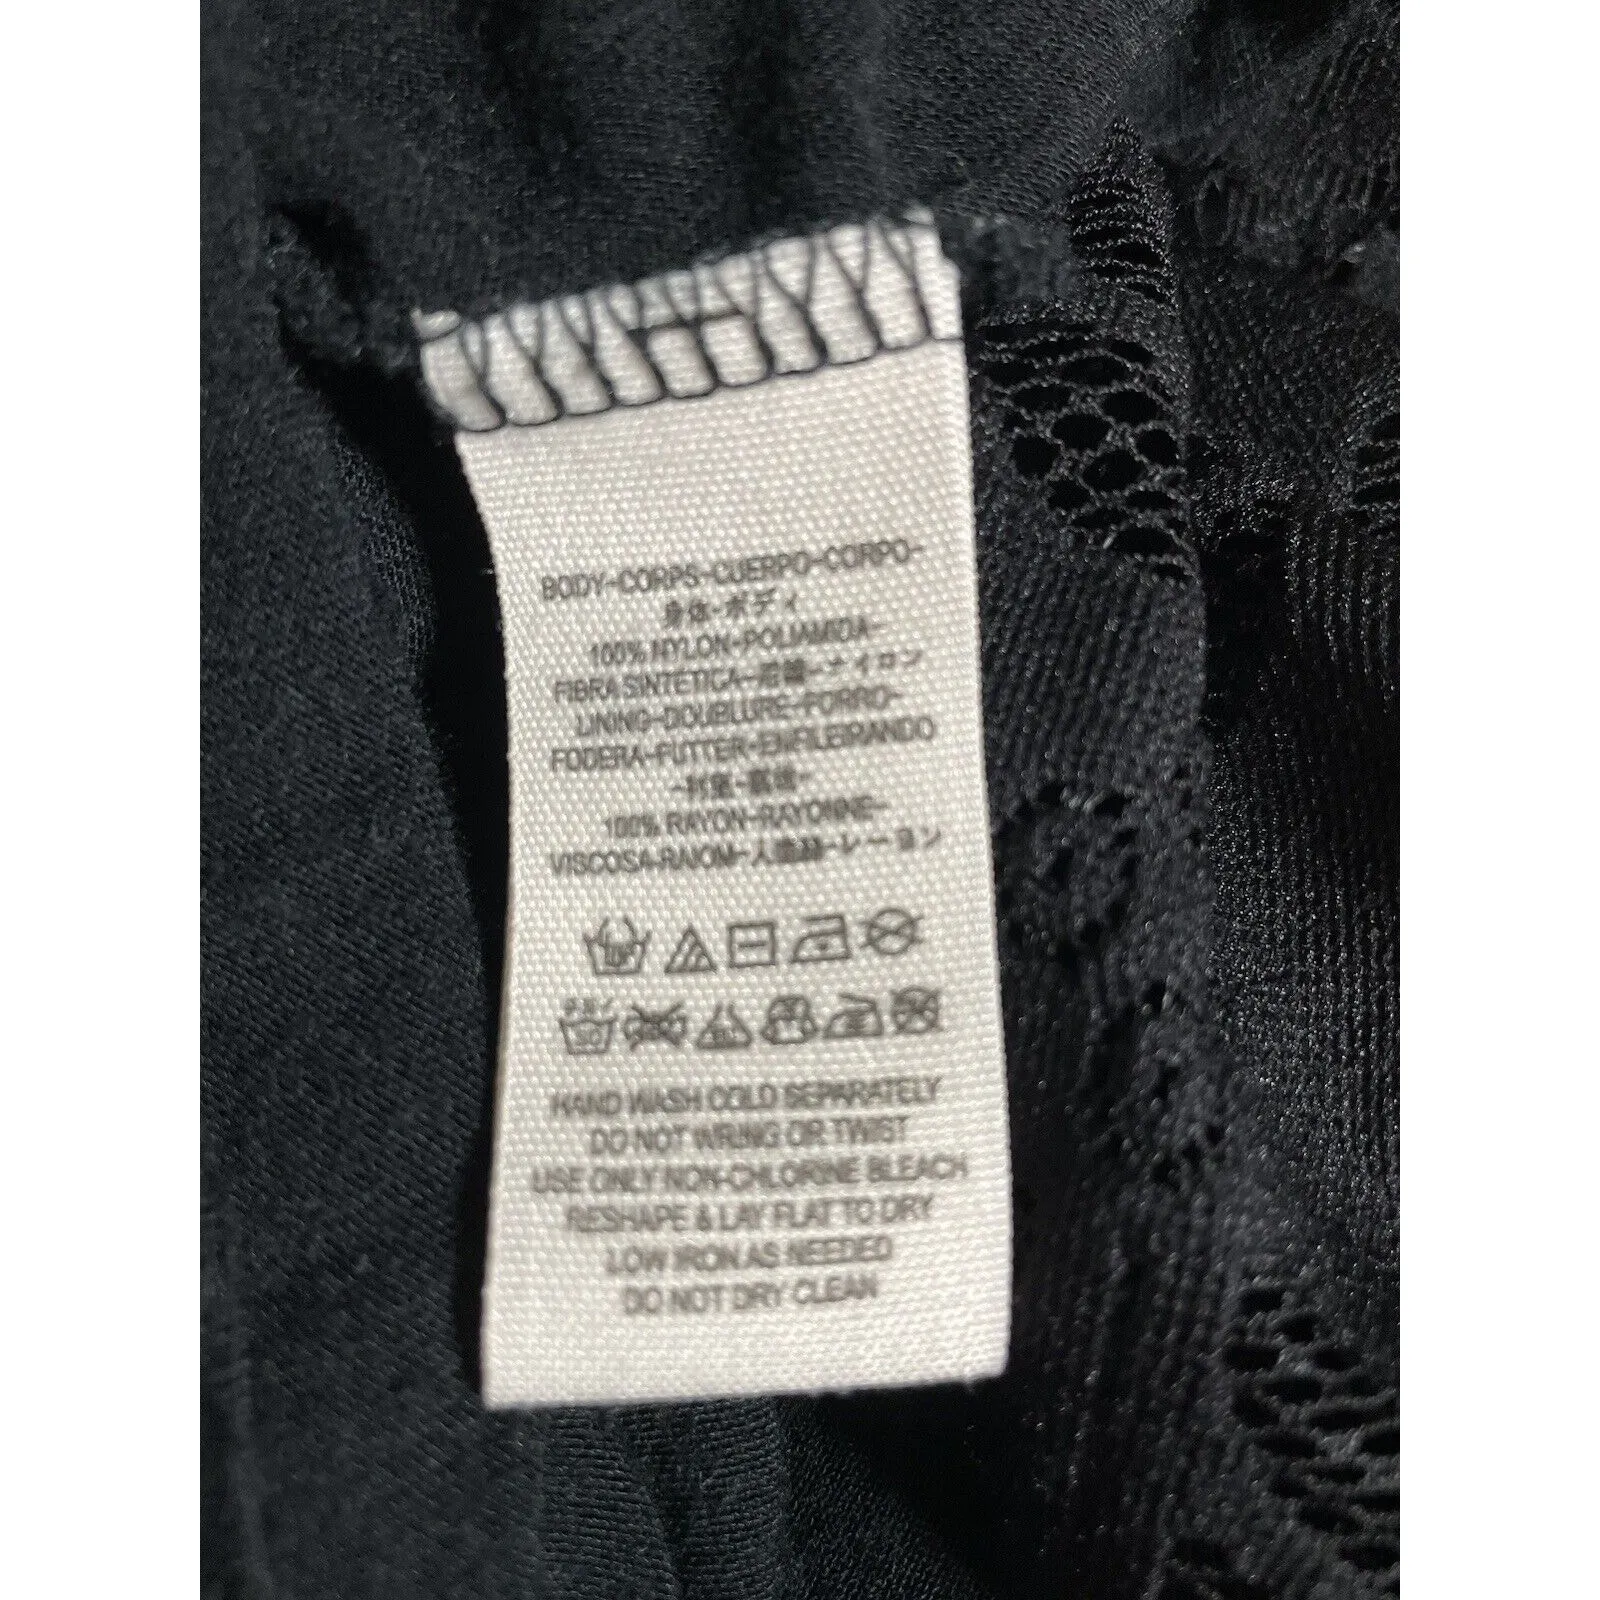 BODY-CORPS-CUERPO-CORPO-
身体-ボディ
100% NYLON-POLIAMIDA-
FIBRA SINTETICA-尼龍-ナイロン
LINING-DOUBLURE-FORRO-
FODERA-FUTTER-ENFILEIRANDO
100% RAYON-RAYONNE-
VISCOSA-RAIOM-人造絲-レーヨン
HAND WASH COLD SEPARATELY
DO NOT WRING OR TWIST
USE ONLY NON-CHLORINE BLEACH
RESHAPE & LAY FLAT TO DRY
LOW IRON AS NEEDED
DO NOT DRY CLEAN